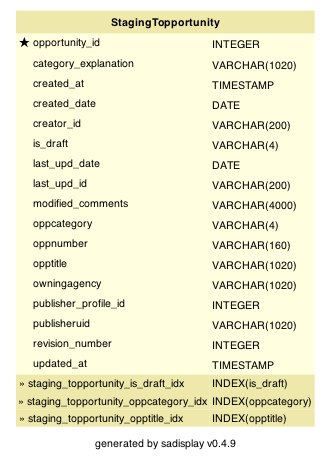 StagingTopportunity
★ opportunity_id INTEGER
category_explanation VARCHAR(1020)
created_at TIMESTAMP
created_date DATE
creator_id VARCHAR(200)
is_draft VARCHAR(4)
last_upd_date DATE
last_upd_id VARCHAR(200)
modified_comments VARCHAR(4000)
oppcategory VARCHAR(4)
oppnumber VARCHAR(160)
opptitle VARCHAR(1020)
owningagency VARCHAR(1020)
publisher_profile_id INTEGER
publisheruid VARCHAR(1020)
revision_number INTEGER
updated_at TIMESTAMP
» staging_topportunity_is_draft_idx INDEX(is_draft)
» staging_topportunity_oppcategory_idx INDEX(oppcategory)
» staging_topportunity_opptitle_idx INDEX(opptitle)
generated by sadisplay v0.4.9